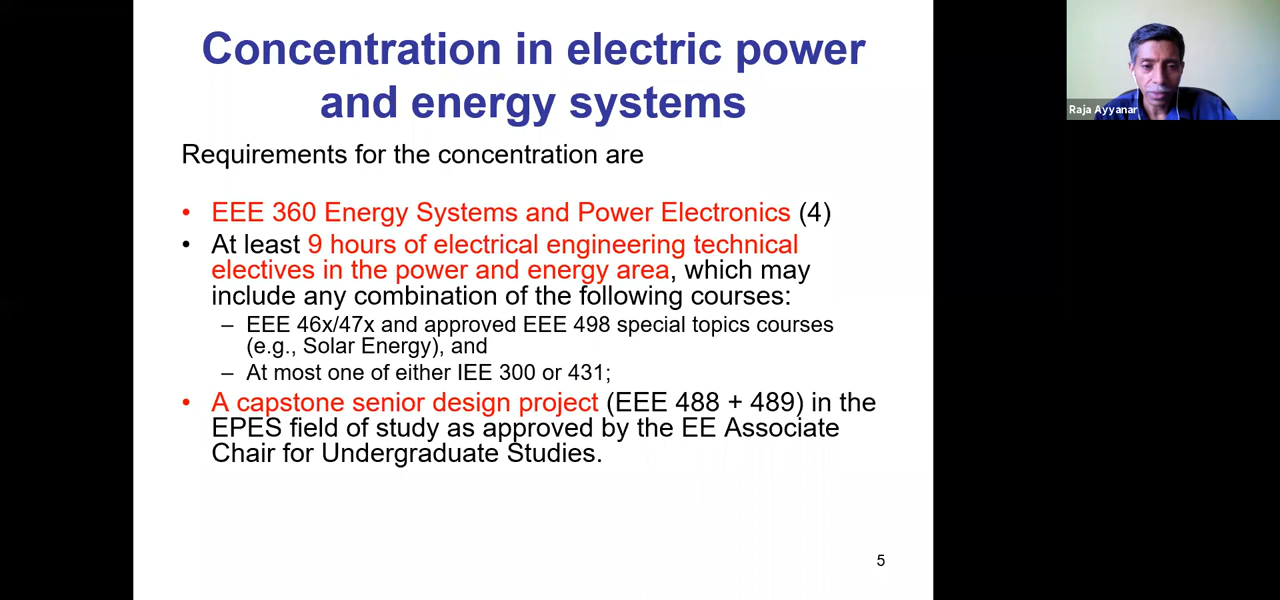 Concentration in electric power
and energy systems
Requirements for the concentration are
• EEE 360 Energy Systems and Power Electronics (4)
• At least 9 hours of electrical engineering technical
electives in the power and energy area, which may
include any combination of the following courses:
– EEE 46x/47x and approved EEE 498 special topics courses
(e.g., Solar Energy), and
– At most one of either IEE 300 or 431;
• A capstone senior design project (EEE 488 + 489) in the
EPES field of study as approved by the EE Associate
Chair for Undergraduate Studies.
5
Raja Ayyanar